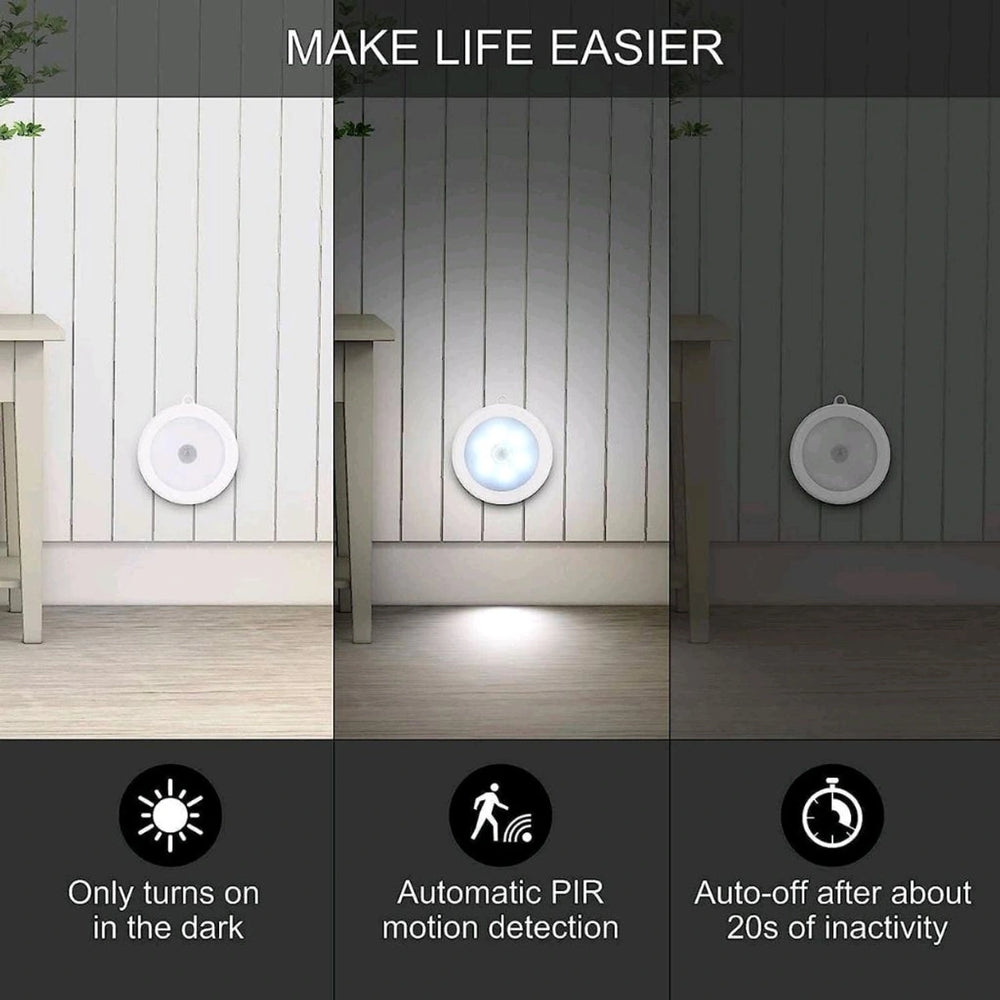 MAKE LIFE EASIER
Only turns on
in the dark
Automatic PIR
motion detection
Auto-off after about
20s of inactivity